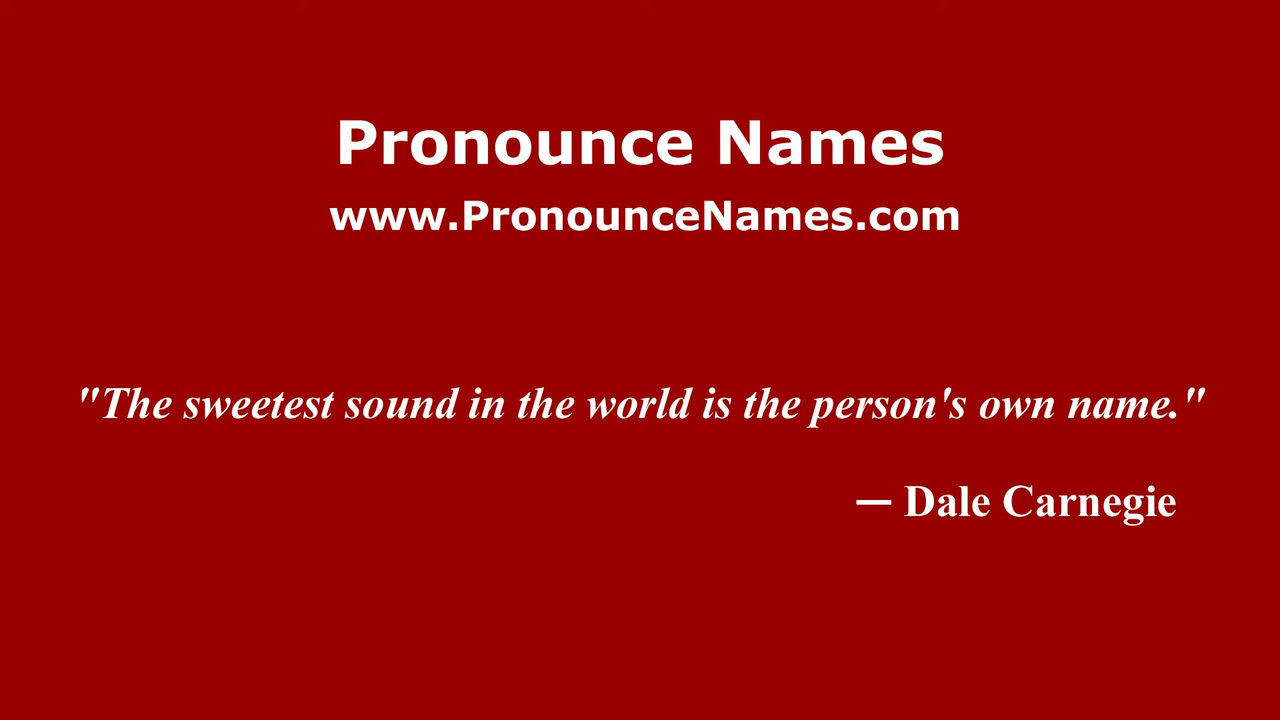 Pronounce Names
www.PronounceNames.com
"The sweetest sound in the world is the person's own name."
— Dale Carnegie